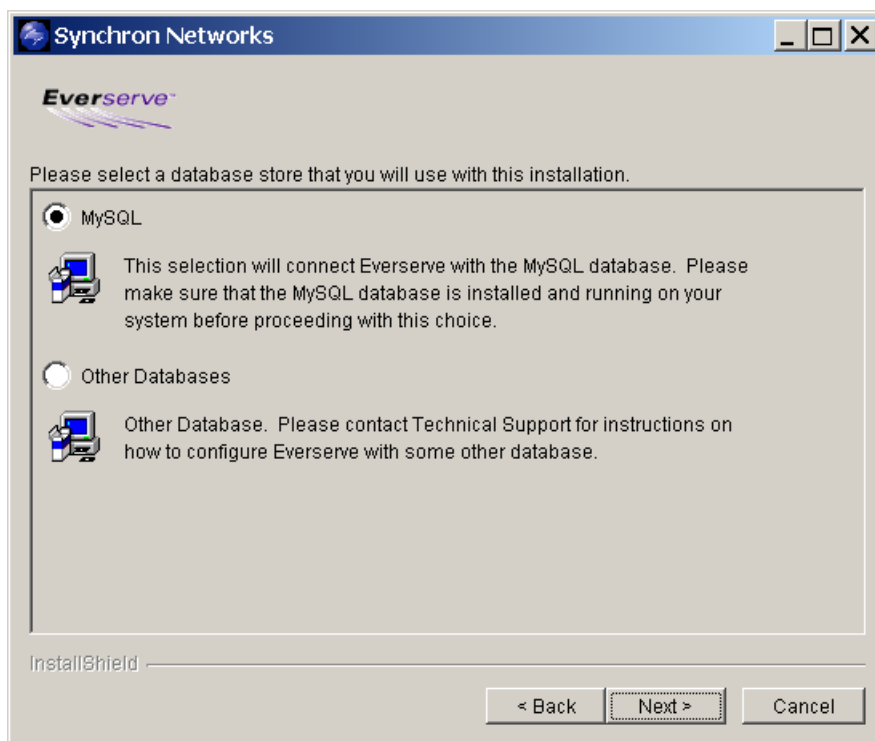 Synchron Networks
Everserve™
Please select a database store that you will use with this installation.
MySQL
This selection will connect Everserve with the MySQL database.  Please
make sure that the MySQL database is installed and running on your
system before proceeding with this choice.
Other Databases
Other Database.  Please contact Technical Support for instructions on
how to configure Everserve with some other database.
InstallShield
< Back
Next >
Cancel